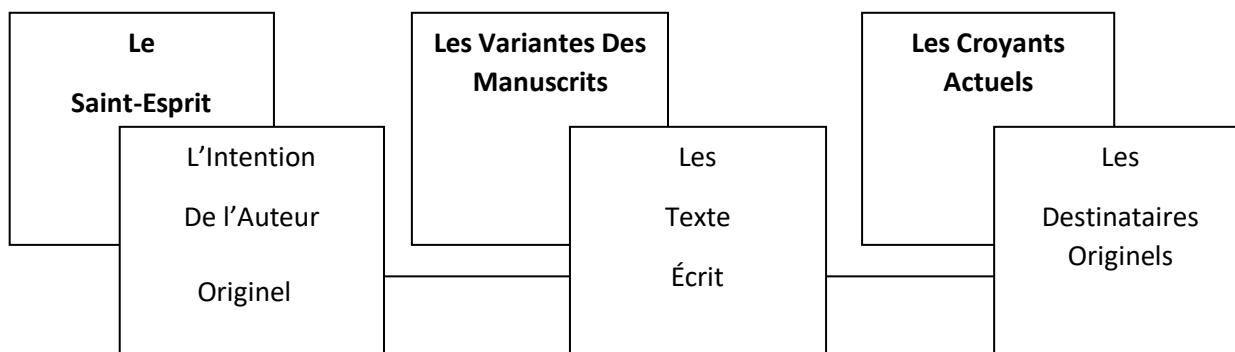 Le
Saint-Esprit
L’Intention
De l’Auteur
Originel
Les Variantes Des
Manuscrits
Les
Texte
Écrit
Les Croyants
Actuels
Les
Destinataires
Originels